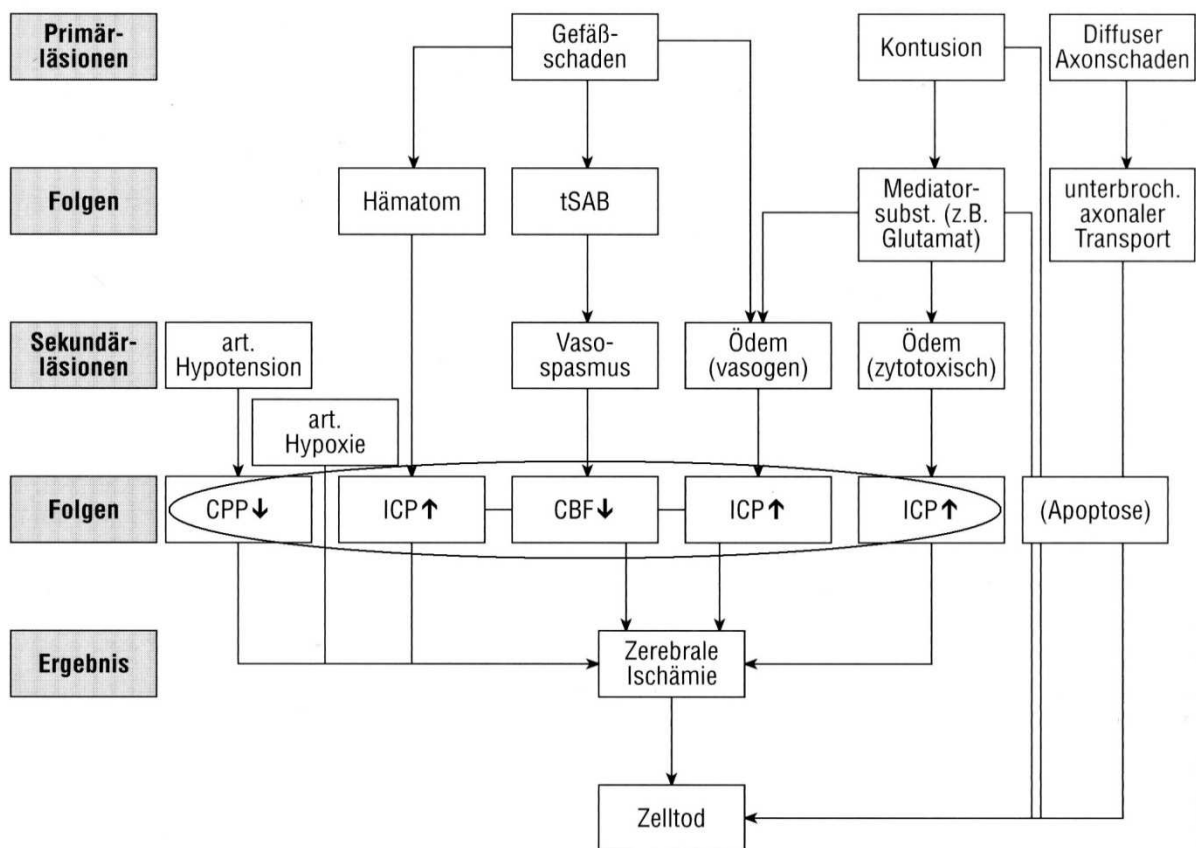 Primär-
läsionen
Gefäß-
schaden
Kontusion
Diffuser
Axonschaden
Folgen
Hämatom
tSAB
Mediator-
subst. (z.B.
Glutamat)
unterbroch.
axonaler
Transport
Sekundär-
läsionen
art.
Hypotension
art.
Hypoxie
Vaso-
spasmus
Ödem
(vasogen)
Ödem
(zytotoxisch)
Folgen
CPP↓
ICP↑
CBF↓
ICP↑
ICP↑
(Apoptose)
Ergebnis
Zerebrale
Ischämie
Zelltod